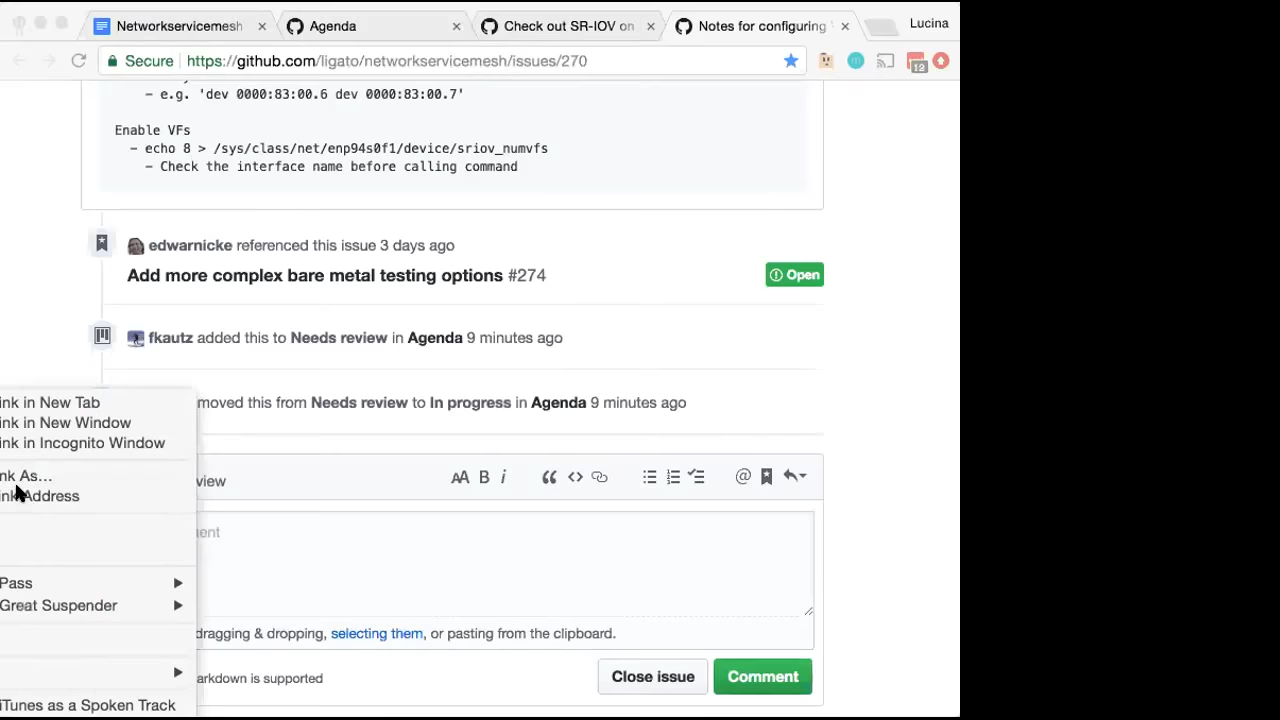 Networkservicemesh
Agenda
Check out SR-IOV on
Notes for configuring
Lucina
Secure
https://github.com/ligato/networkservicemesh/issues/270
12
- e.g. 'dev 0000:83:00.6 dev 0000:83:00.7'
Enable VFs
- echo 8 > /sys/class/net/enp94s0f1/device/sriov_numvfs
- Check the interface name before calling command
edwarnicke referenced this issue 3 days ago
Add more complex bare metal testing options #274
Open
fkautz added this to Needs review in Agenda 9 minutes ago
moved this from Needs review to In progress in Agenda 9 minutes ago
ink in New Tab
ink in New Window
ink in Incognito Window
nk As...
ink Address
Pass
Great Suspender
iTunes as a Spoken Track
view
AA B i
ent
dragging & dropping, selecting them, or pasting from the clipboard.
arkdown is supported
Close issue
Comment